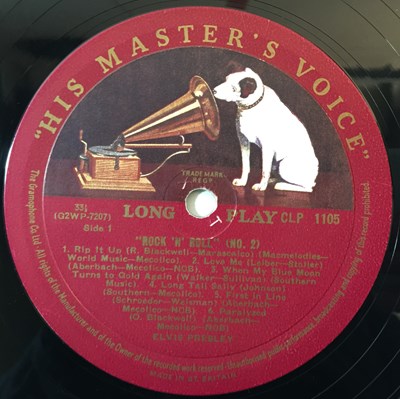 "HIS MASTER'S VOICE"
TRADE MARK
REGD
33⅓
(G2WP-7207)
Side 1
LONG PLAY CLP 1105
"ROCK 'N' ROLL" (NO. 2)
1. Rip It Up (R. Blackwell-Marascalco) (Mazmelodies-
World Music-Mecolico). 2. Love Me (Leiber-Stoller)
(Aberbach-Mecolico-NCB). 3. When My Blue Moon
Turns to Gold Again (Walker-Sullivan) (Southern
Music). 4. Long Tall Sally (Johnson)
(Southern-Mecolico). 5. First in Line
(Schroeder-Weisman) (Aberbach-
Mecolico-NCB). 6. Paralyzed
(O. Blackwell) (Aberbach-
Mecolico-NCB)
ELVIS PRESLEY
The Gramophone Co Ltd. All rights of the Manufacturer and of the Owner of the recorded work reserved. Unauthorised public performance, broadcasting and copying of this record prohibited.
MADE IN GT. BRITAIN